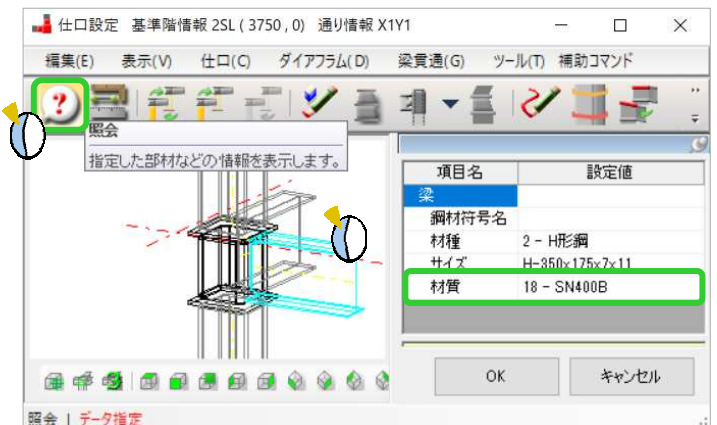 仕口設定 基準階情報 2SL ( 3750 , 0) 通り情報 X1Y1
編集(E) 表示(V) 仕口(C) ダイアフラム(D) 梁貫通(G) ツール(T) 補助コマンド
?
照会
指定した部材などの情報を表示します。
項目名 設定値
梁
鋼材符号名
材種 2 - H形鋼
サイズ H-350x175x7x11
材質 18 - SN400B
OK キャンセル
照会 | データ指定